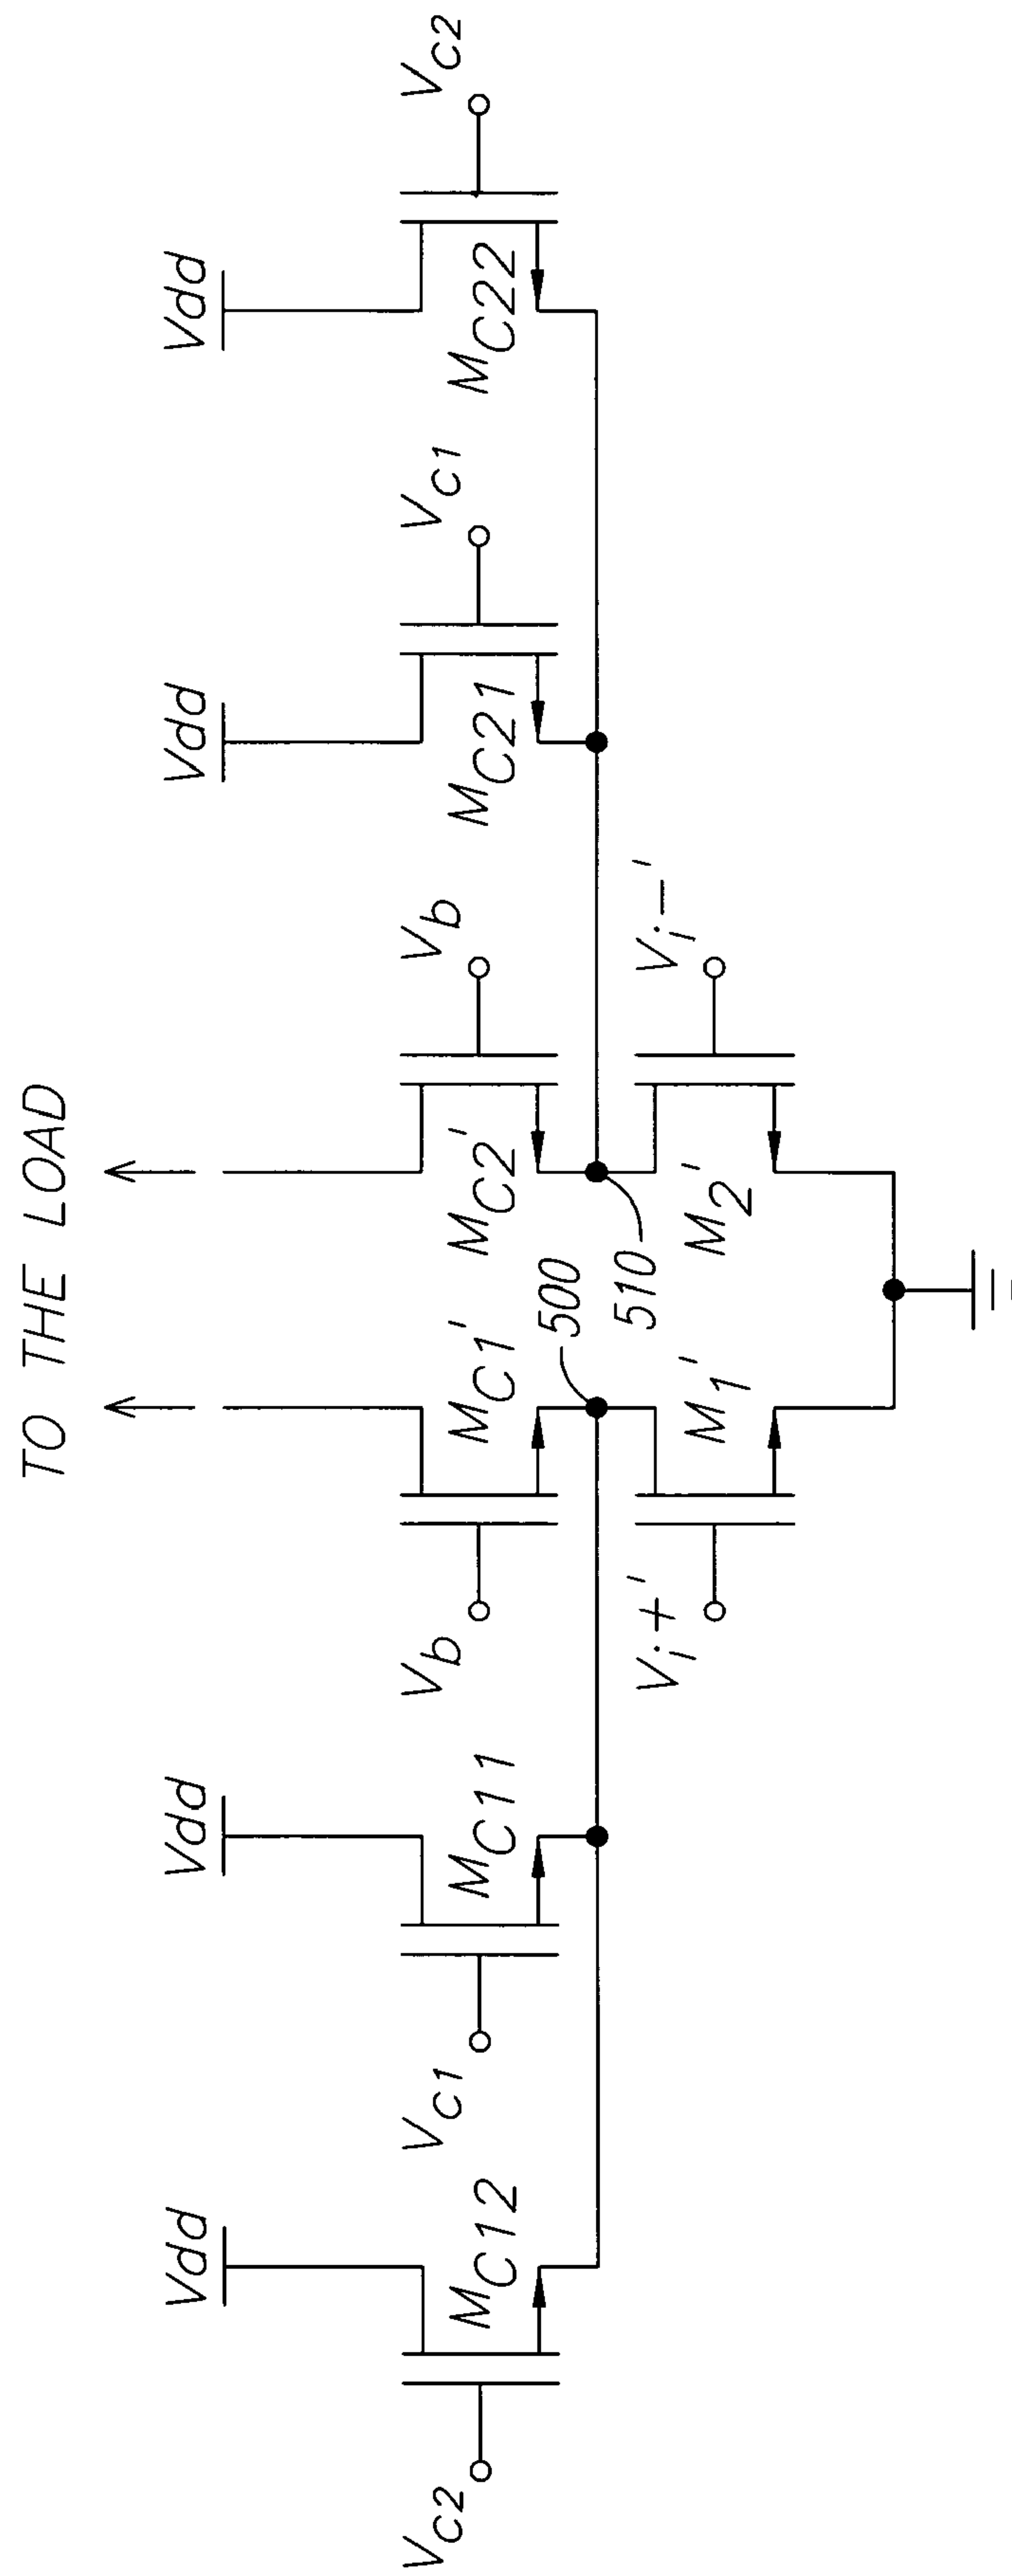 TO THE LOAD
Vdd
Vdd
Vdd
Vdd
VC2
MC12
VC1
MC11
Vb
MC1'
MC2'
Vb
MC21
VC1
MC22
VC2
500
510
Vi+'
M1'
M2'
Vi-'